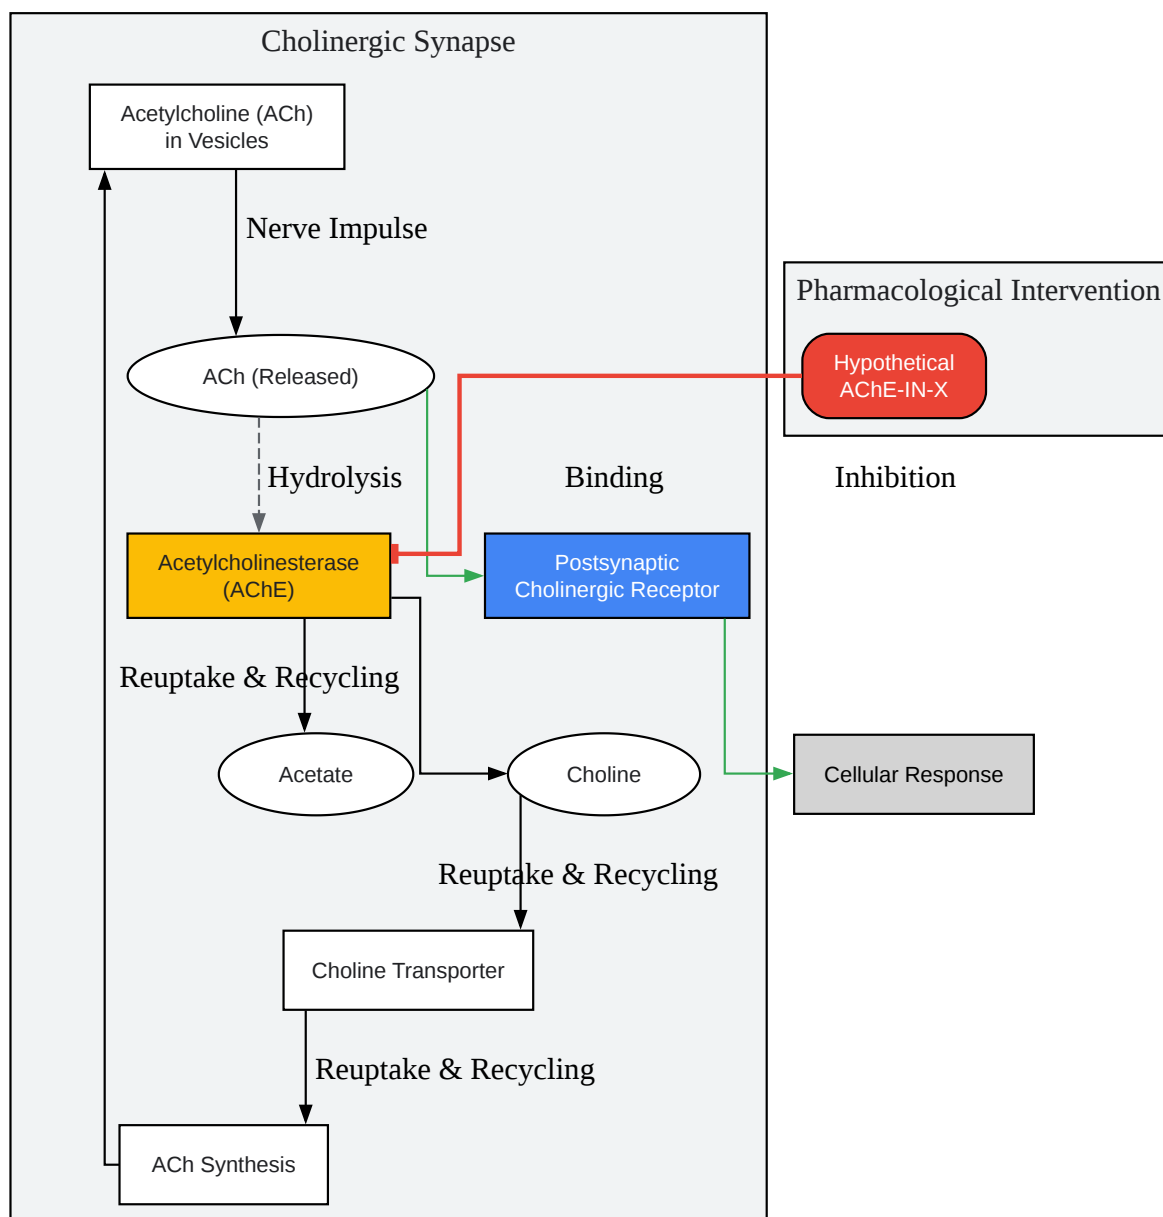 Cholinergic Synapse
Acetylcholine (ACh)
in Vesicles
Nerve Impulse
Pharmacological Intervention
Hypothetical
AChE-IN-X
ACh (Released)
Hydrolysis
Binding
Inhibition
Acetylcholinesterase
(AChE)
Postsynaptic
Cholinergic Receptor
Reuptake & Recycling
Acetate
Choline
Cellular Response
Reuptake & Recycling
Choline Transporter
Reuptake & Recycling
ACh Synthesis